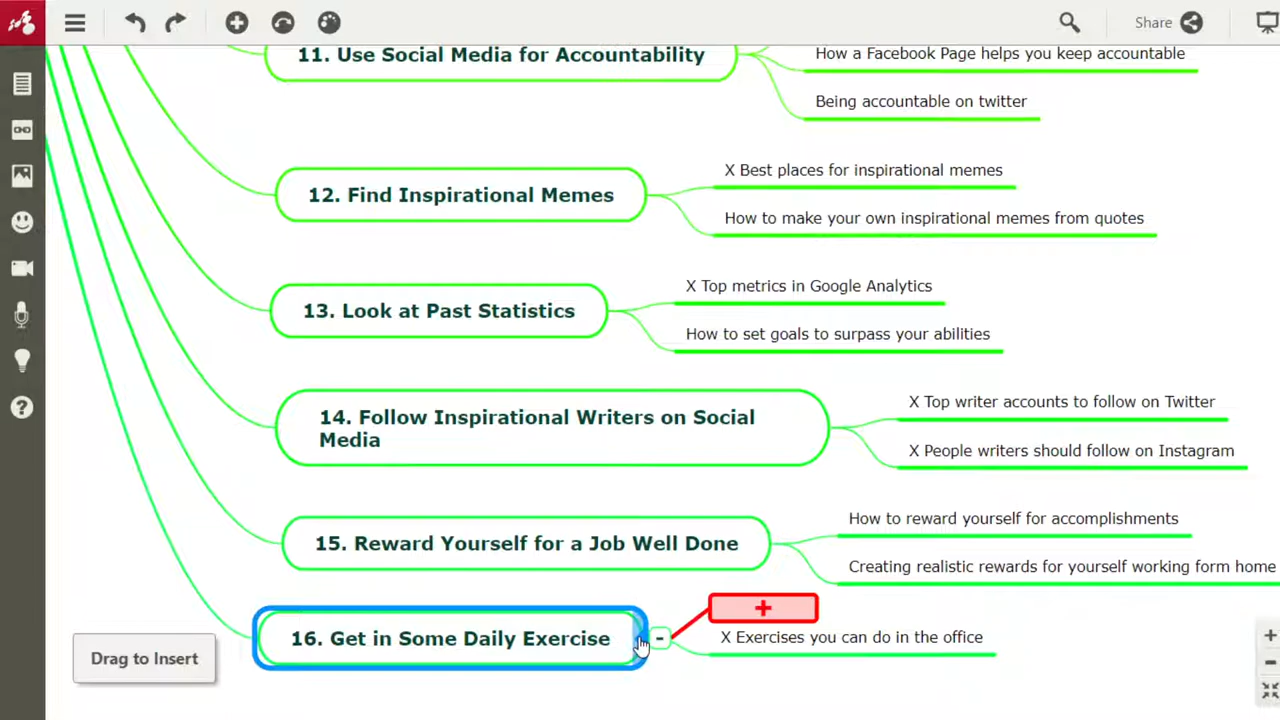 Share
11. Use Social Media for Accountability
How a Facebook Page helps you keep accountable
Being accountable on twitter
12. Find Inspirational Memes
X Best places for inspirational memes
How to make your own inspirational memes from quotes
13. Look at Past Statistics
X Top metrics in Google Analytics
How to set goals to surpass your abilities
14. Follow Inspirational Writers on Social
Media
X Top writer accounts to follow on Twitter
X People writers should follow on Instagram
15. Reward Yourself for a Job Well Done
How to reward yourself for accomplishments
Creating realistic rewards for yourself working form home
16. Get in Some Daily Exercise
X Exercises you can do in the office
Drag to Insert